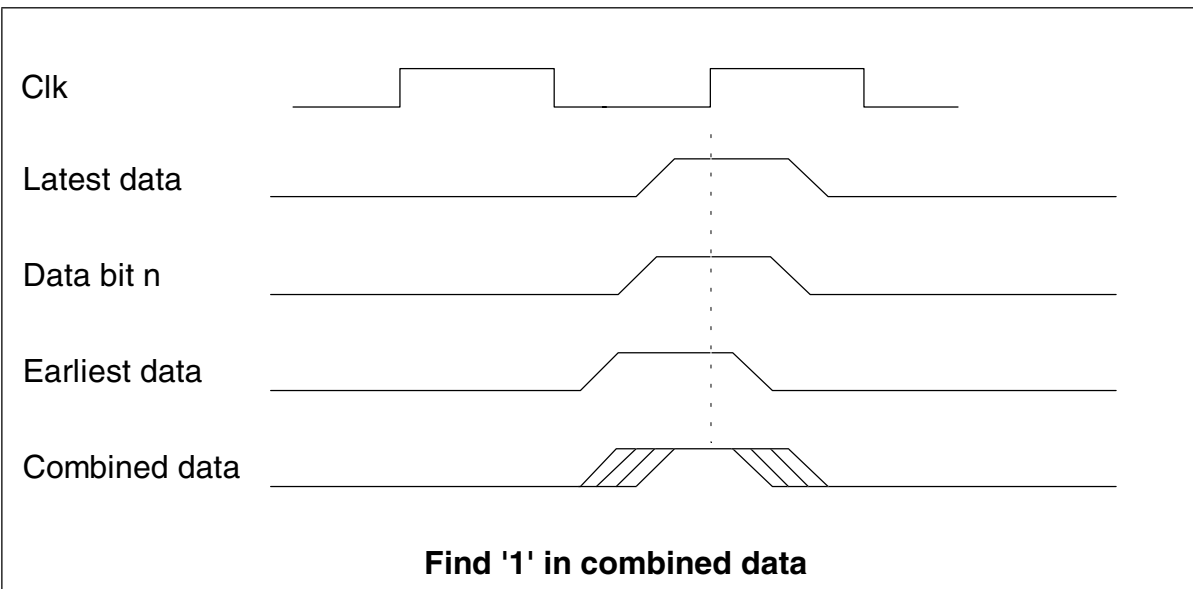 Clk
Latest data
Data bit n
Earliest data
Combined data
Find '1' in combined data